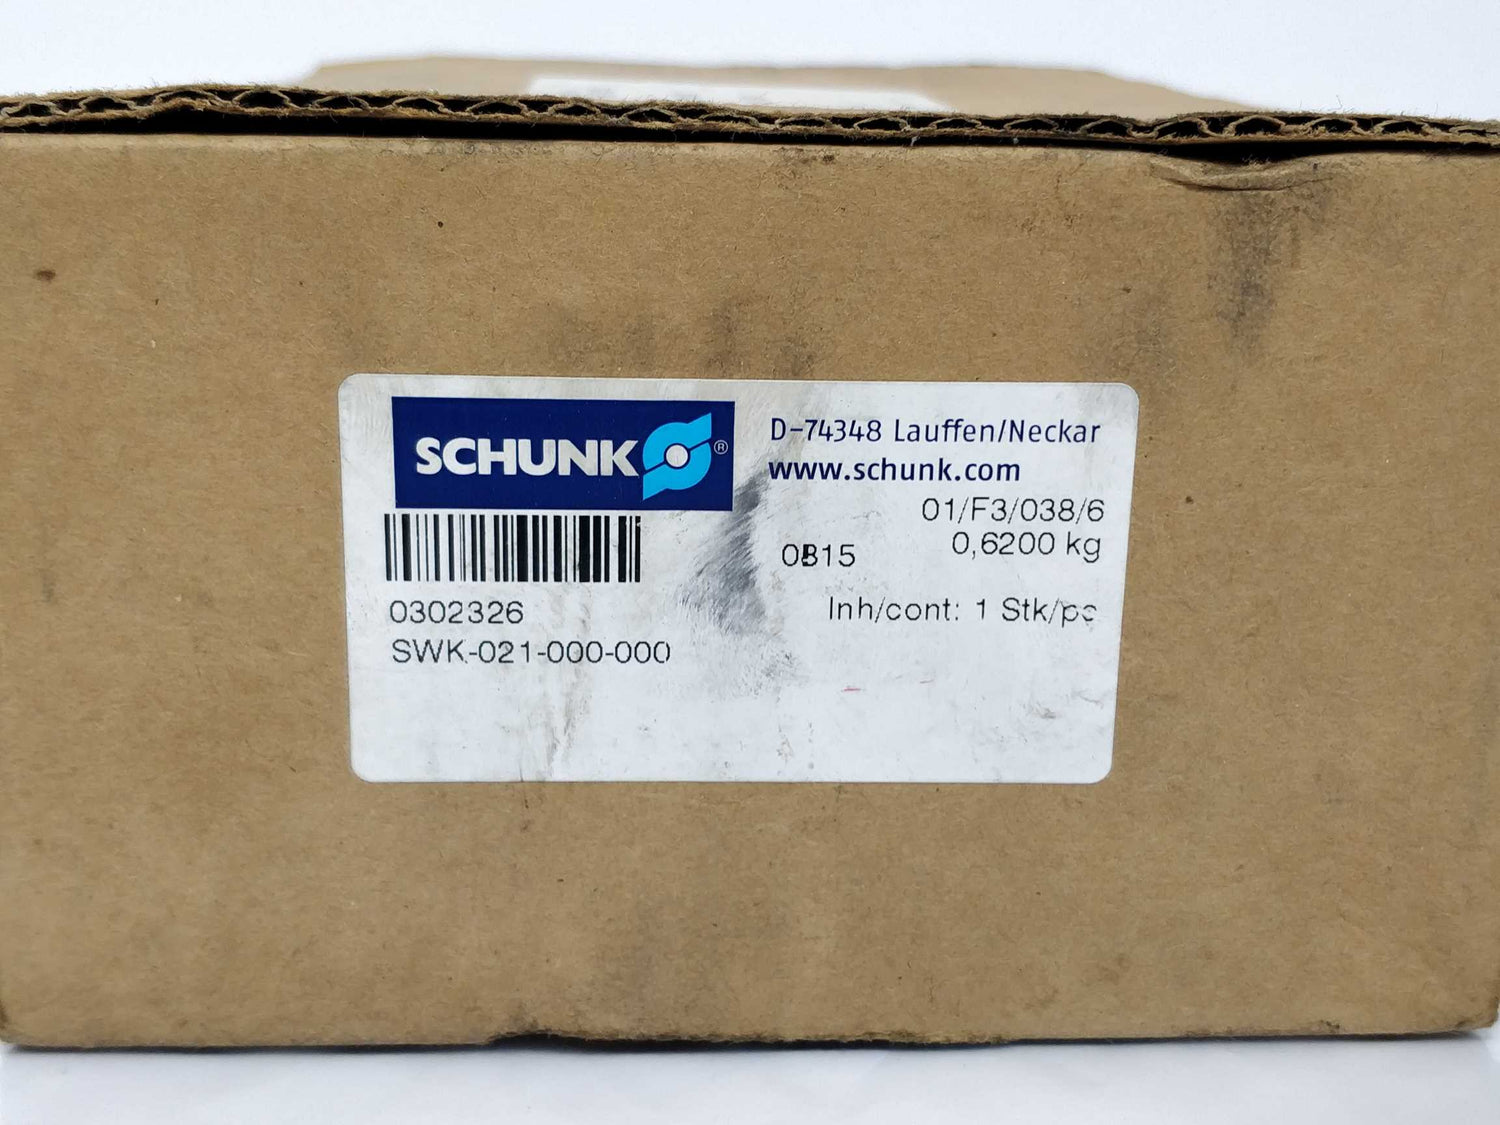 SCHUNK ®
D-74348 Lauffen/Neckar
www.schunk.com
01/F3/038/6
0,6200 kg
0302326
SWK-021-000-000
Inh/cont: 1 Stk/pc